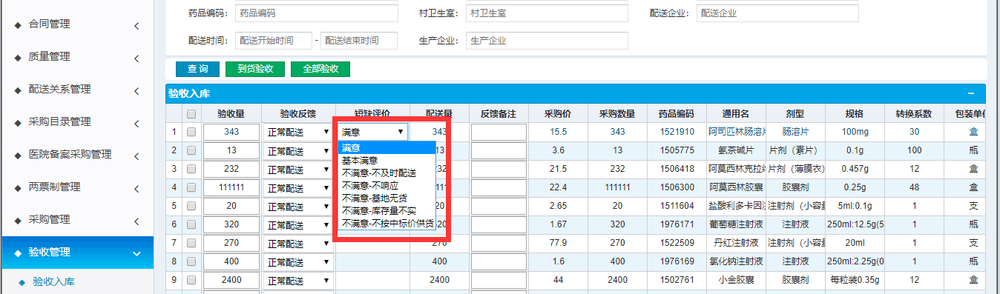 合同管理
质量管理
配送关系管理
采购目录管理
医院备案采购管理
两票制管理
采购管理
验收管理
验收入库
药品编码： 药品编码 村卫生室： 村卫生室 配送企业： 配送企业
配送时间： 配送开始时间 - 配送结束时间 生产企业： 生产企业
查 询 到货验收 全部验收
验收入库
验收量 验收反馈 短缺评价 配送量 反馈备注 采购价 采购数量 药品编码 通用名 剂型 规格 转换系数 包装单位
1 343 正常配送 满意 343 15.5 343 1521910 阿司匹林肠溶片 肠溶片 100mg 30 盒
2 13 正常配送 13 3.6 13 1505775 氨茶碱片 片剂（素片） 0.1g 100 瓶
3 232 正常配送 232 21.5 232 1506418 阿莫西林克拉维 片剂（薄膜衣） 0.457g 12 盒
4 111111 正常配送 22.4 111111 1506300 阿莫西林胶囊 胶囊剂 0.25g 48 盒
5 20 正常配送 20 2.65 20 1511604 盐酸利多卡因注 注射剂（小容量 5ml:0.1g 1 支
6 320 正常配送 320 1.67 320 1976171 葡萄糖注射液 注射液 250ml:12.5g(5 1 瓶
7 270 正常配送 270 77.9 270 1522509 丹红注射液 注射剂（小容量 20ml 1 支
8 400 正常配送 400 1.6 400 1976169 氯化钠注射液 注射液 250ml:2.25g(0 1 瓶
9 2400 正常配送 2400 44 2400 1502761 小金胶囊 胶囊剂 每粒装0.35g 12 盒
满意
基本满意
不满意-不及时配送
不满意-不响应
不满意-基地无货
不满意-库存量不实
不满意-不按中标价供货